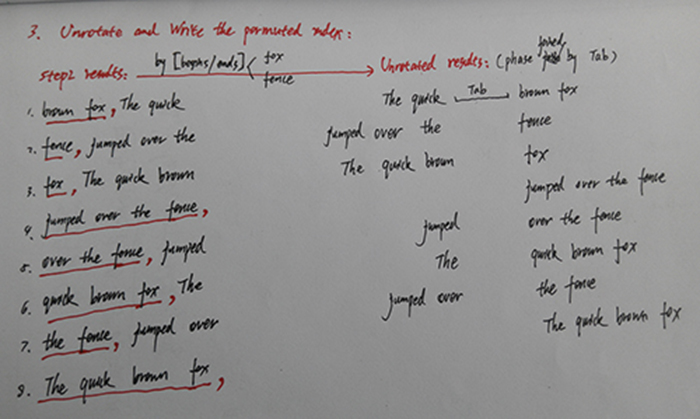 3. Unrotate and Write the permuted index:
step2 results: by [begins/ends] fox
fence
Unrotated results: (phase joined by Tab)
1. brown fox, The quick
2. fence, jumped over the
3. fox, The quick brown
4. jumped over the fence,
5. over the fence, jumped
6. quick brown fox, The
7. the fence, jumped over
8. The quick brown fox,
The quick Tab brown fox
jumped over the fence
The quick brown fox
jumped over the fence
jumped over the fence
The quick brown fox
jumped over the fence
The quick brown fox